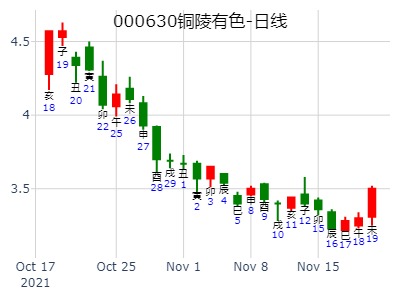 000630铜陵有色-日线
4.5
4
3.5
亥
18
子
19
丑
20
寅
21
卯
22
午
25
未
26
申
27
酉
28
戌
29
丑
1
寅
2
卯
3
辰
4
巳
5
申
8
酉
9
戌
10
亥
11
子
12
卯
15
辰
16
巳
17
午
18
未
19
Oct 17
2021
Oct 25
Nov 1
Nov 8
Nov 15